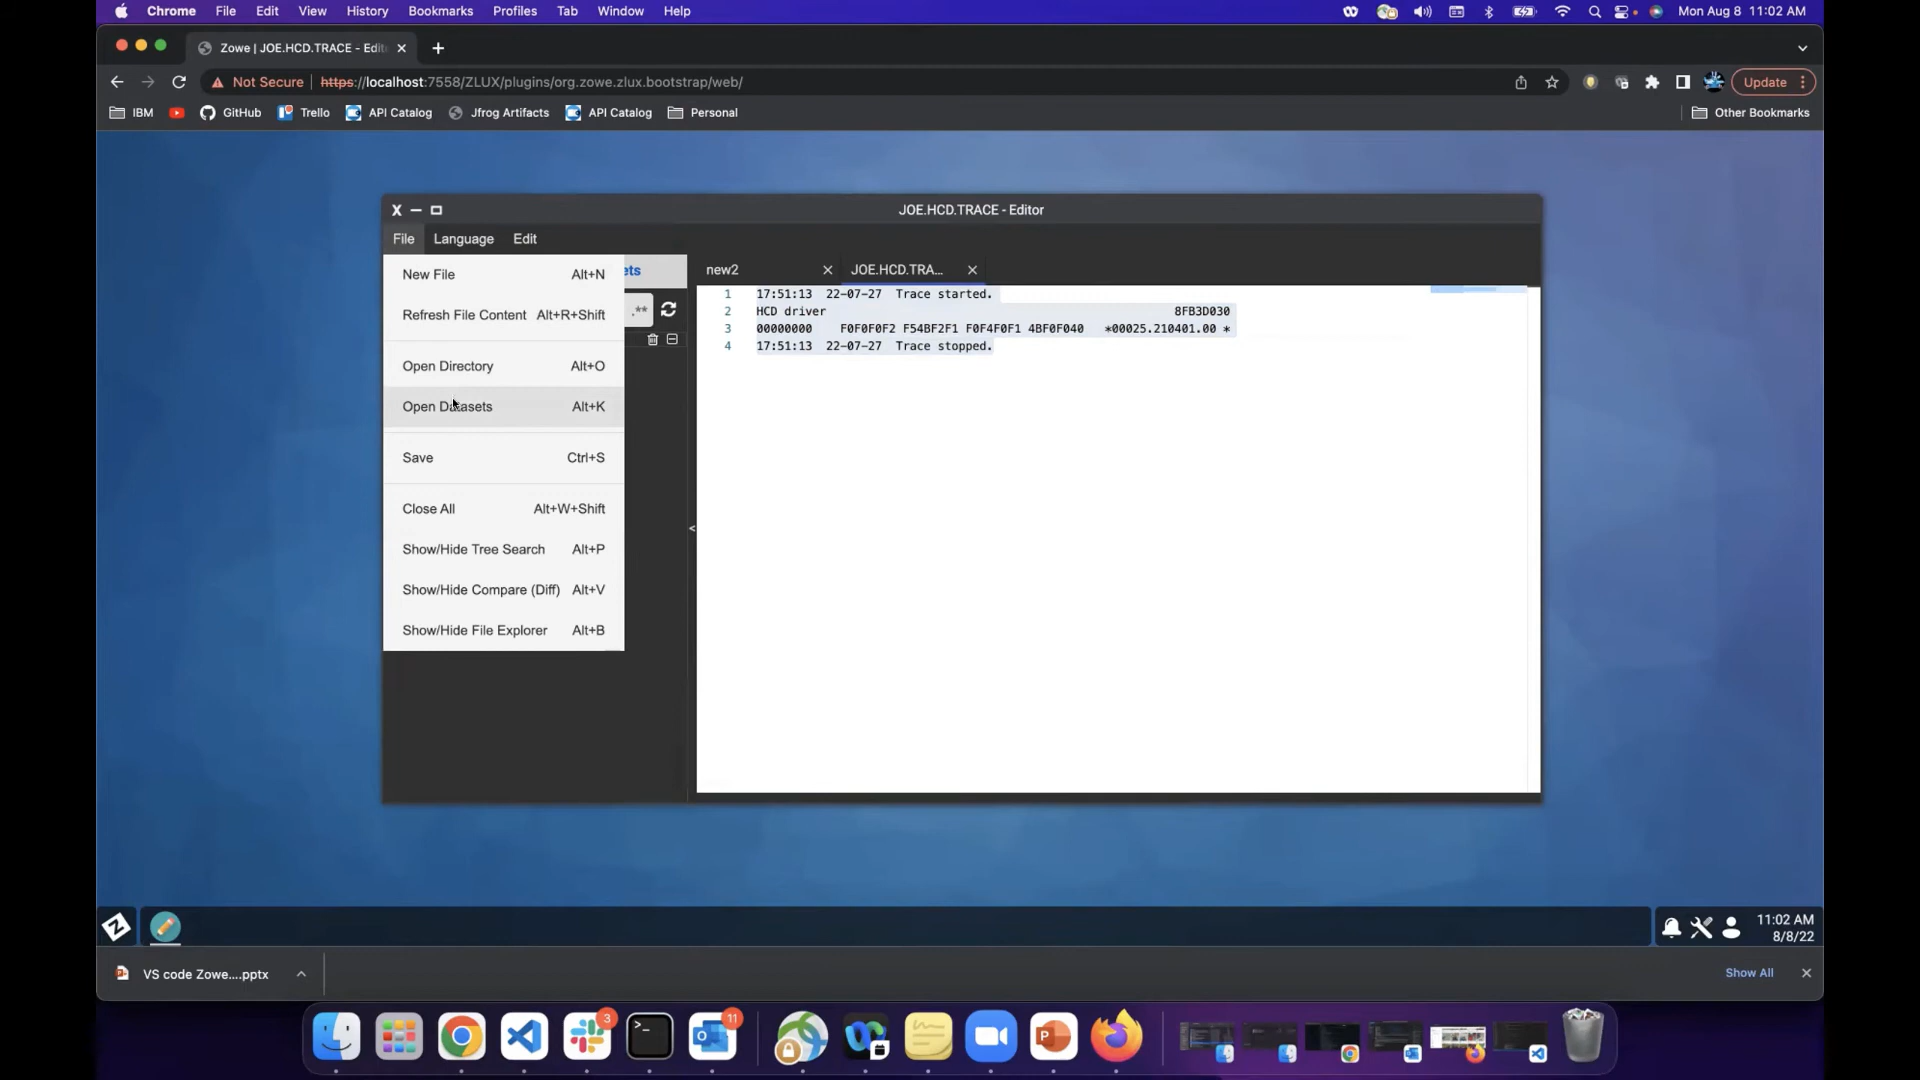 Chrome File Edit View History Bookmarks Profiles Tab Window Help Mon Aug 8 11:02 AM
Zowe | JOE.HCD.TRACE - Edit
Not Secure https://localhost:7558/ZLUX/plugins/org.zowe.zlux.bootstrap/web/ Update
IBM GitHub Trello API Catalog Jfrog Artifacts API Catalog Personal Other Bookmarks
X JOE.HCD.TRACE - Editor
File Language Edit
ets new2 JOE.HCD.TRA...
New File Alt+N
Refresh File Content Alt+R+Shift .**
Open Directory Alt+O
Open Datasets Alt+K
Save Ctrl+S
Close All Alt+W+Shift
Show/Hide Tree Search Alt+P
Show/Hide Compare (Diff) Alt+V
Show/Hide File Explorer Alt+B
<
1 17:51:13 22-07-27 Trace started.
2 HCD driver 8FB3D030
3 00000000 F0F0F0F2 F54BF2F1 F0F4F0F1 4BF0F040 *00025.210401.00 *
4 17:51:13 22-07-27 Trace stopped.
11:02 AM
8/8/22
VS code Zowe....pptx Show All
3 11